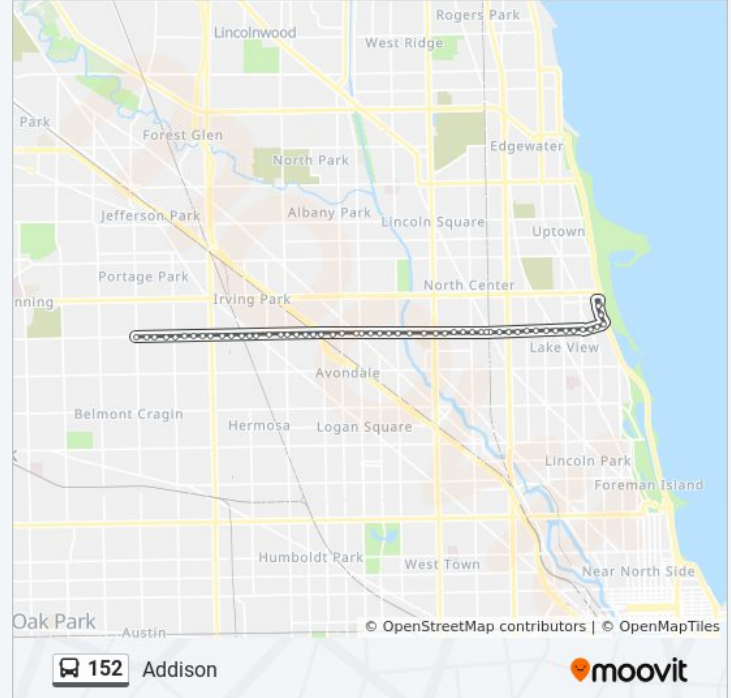 Rogers Park
Lincolnwood
West Ridge
Park
Forest Glen
Edgewater
North Park
Jefferson Park
Albany Park
Lincoln Square
Uptown
Portage Park
North Center
nning
Irving Park
Lake View
Avondale
Belmont Cragin
Hermosa
Logan Square
Lincoln Park
Foreman Island
Humboldt Park
West Town
Near North Side
Oak Park
Austin
© OpenStreetMap contributors | © OpenMapTiles
152 Addison
moovit